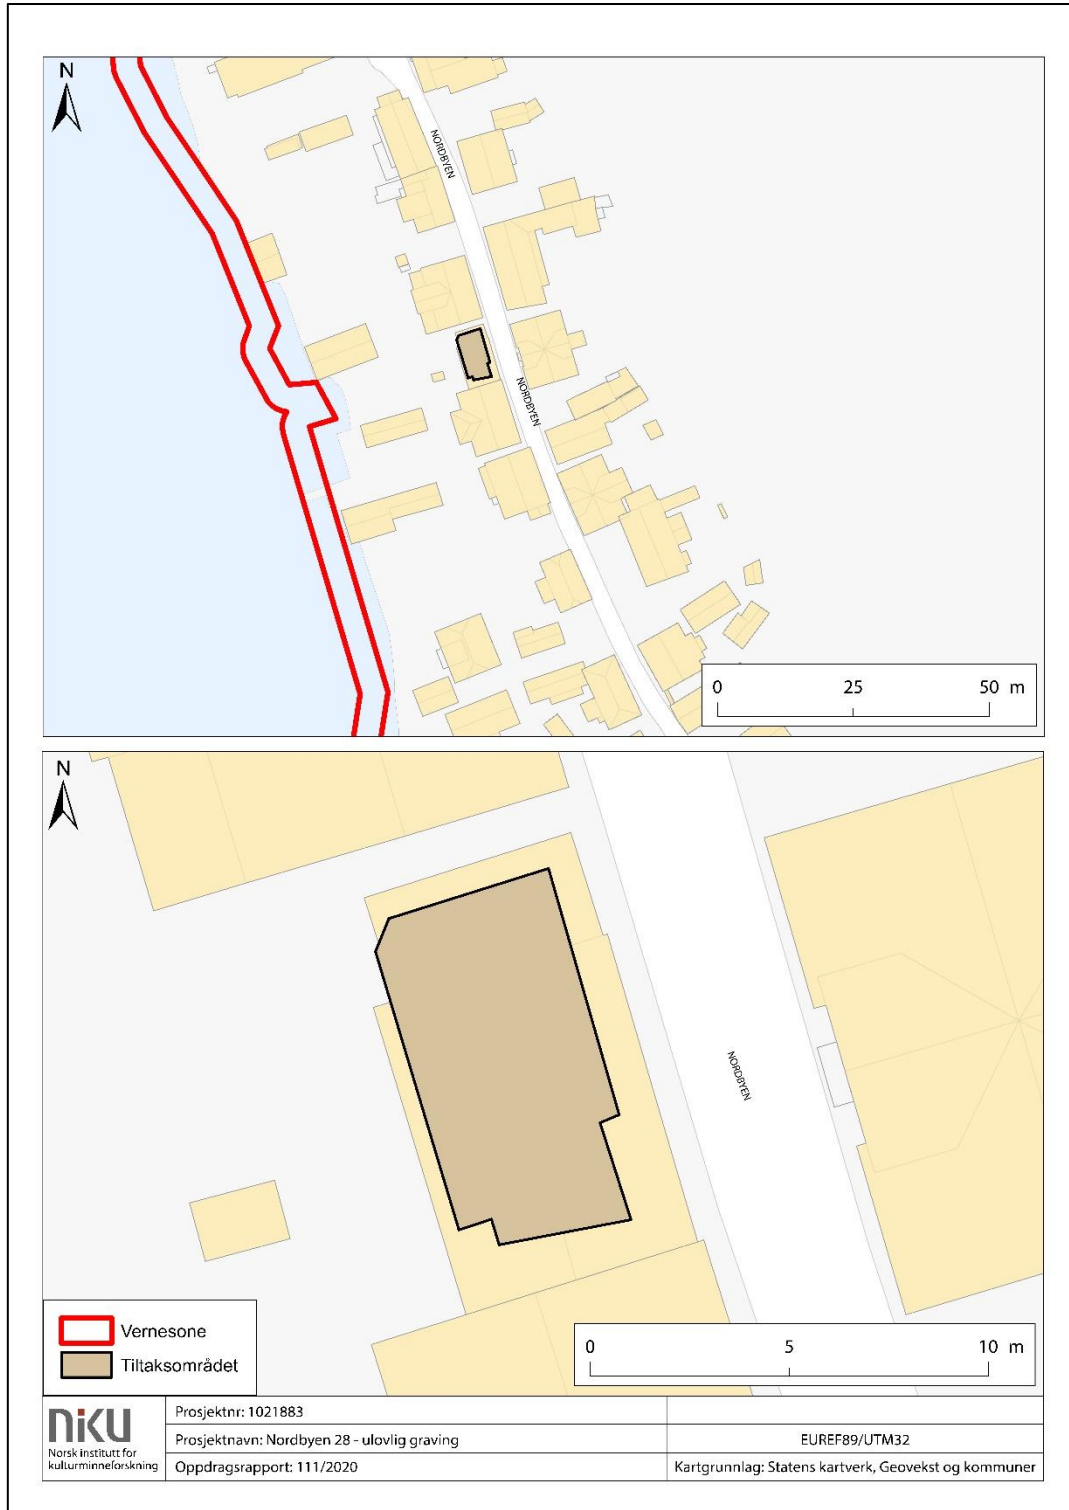 N
NORDBYEN
NORDBYEN
0 25 50 m
N
NORDBYEN
0 5 10 m
Vernesone
Tiltaksområdet
niku
Norsk institutt for
kulturminneforskning
Prosjektnr: 1021883
Prosjektnavn: Nordbyen 28 - ulovlig graving
EUREF89/UTM32
Oppdragsrapport: 111/2020
Kartgrunnlag: Statens kartverk, Geovekst og kommuner